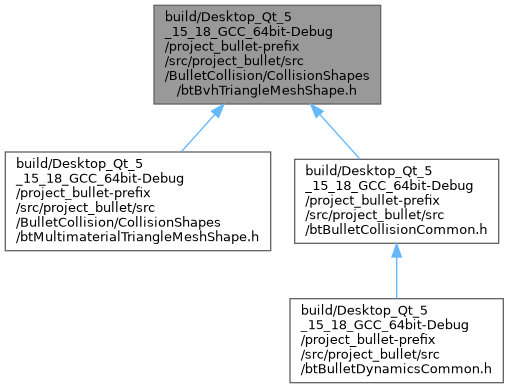 build/Desktop_Qt_5
_15_18_GCC_64bit-Debug
/project_bullet-prefix
/src/project_bullet/src
/BulletCollision/CollisionShapes
/btBvhTriangleMeshShape.h
build/Desktop_Qt_5
_15_18_GCC_64bit-Debug
/project_bullet-prefix
/src/project_bullet/src
/BulletCollision/CollisionShapes
/btMultimaterialTriangleMeshShape.h
build/Desktop_Qt_5
_15_18_GCC_64bit-Debug
/project_bullet-prefix
/src/project_bullet/src
/btBulletCollisionCommon.h
build/Desktop_Qt_5
_15_18_GCC_64bit-Debug
/project_bullet-prefix
/src/project_bullet/src
/btBulletDynamicsCommon.h